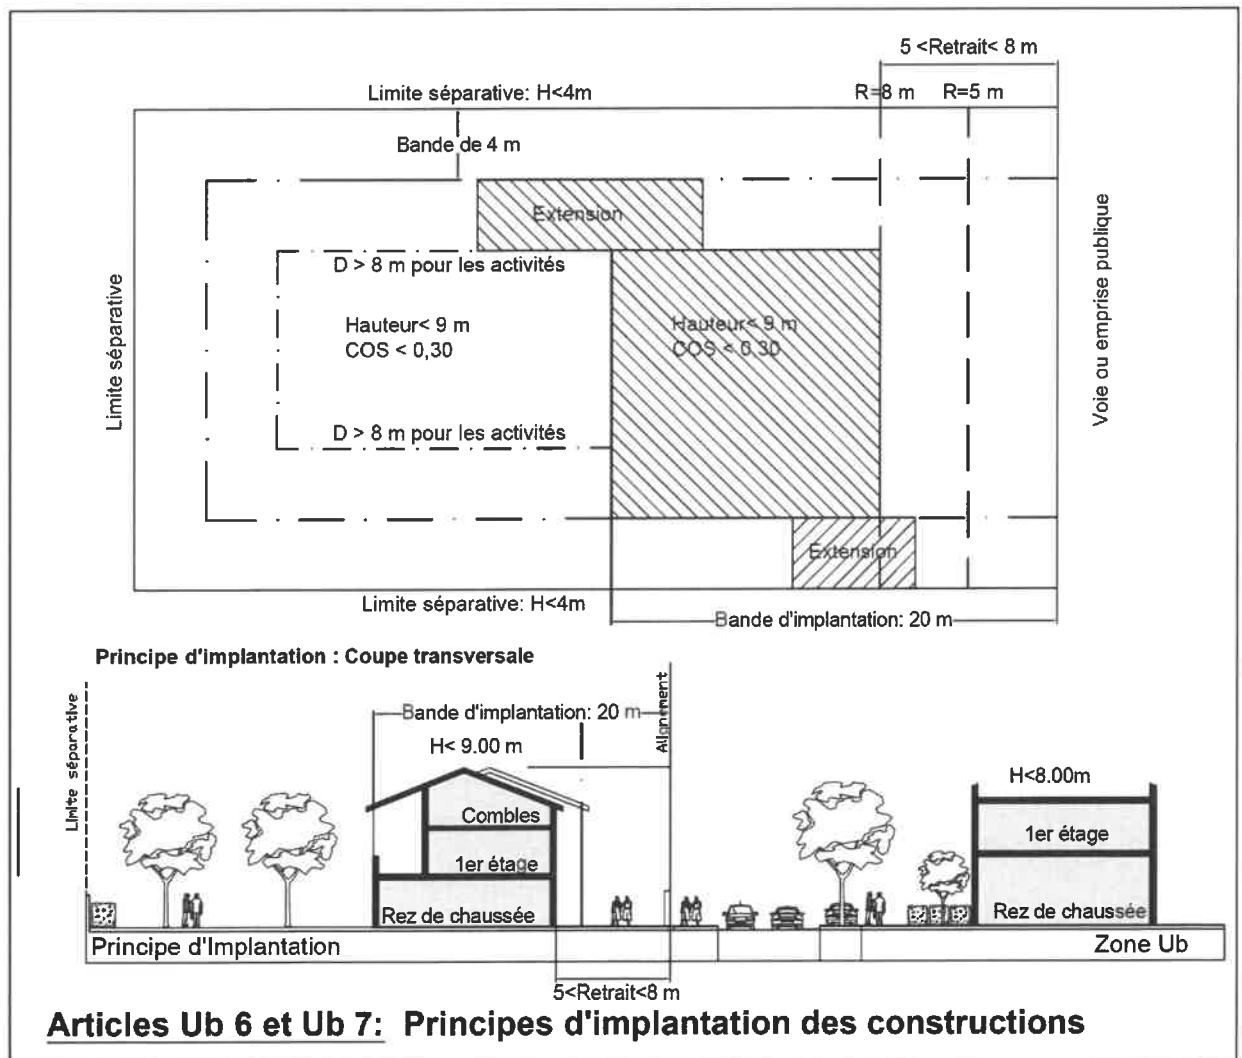 5 <Retrait< 8 m
Limite séparative: H<4m
R=8 m
R=5 m
Bande de 4 m
Extension
Limite séparative
D > 8 m pour les activités
Hauteur< 9 m
COS < 0,30
Hauteur< 9 m
COS < 0.30
D > 8 m pour les activités
Voie ou emprise publique
Extension
Limite séparative: H<4m
Bande d'implantation: 20 m
Principe d'implantation : Coupe transversale
Limite séparative
Bande d'implantation: 20 m
Alignement
H< 9.00 m
H<8.00m
Combles
1er étage
1er étage
Rez de chaussée
Rez de chaussée
Principe d'Implantation
Zone Ub
5<Retrait<8 m
Articles Ub 6 et Ub 7: Principes d'implantation des constructions